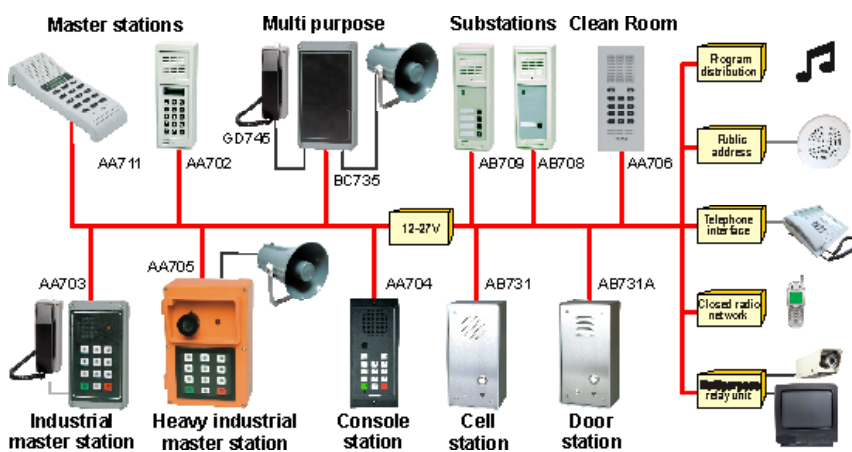 Master stations
Multi purpose
Substations
Clean Room
Program
distribution
GD745
AA711
AA702
BC735
AB709
AB708
AA706
Public
address
12-27V
Telephone
interface
AA703
AA705
AA704
AB731
AB731A
Closed radio
network
relay unit
Industrial
master station
Heavy industrial
master station
Console
station
Cell
station
Door
station